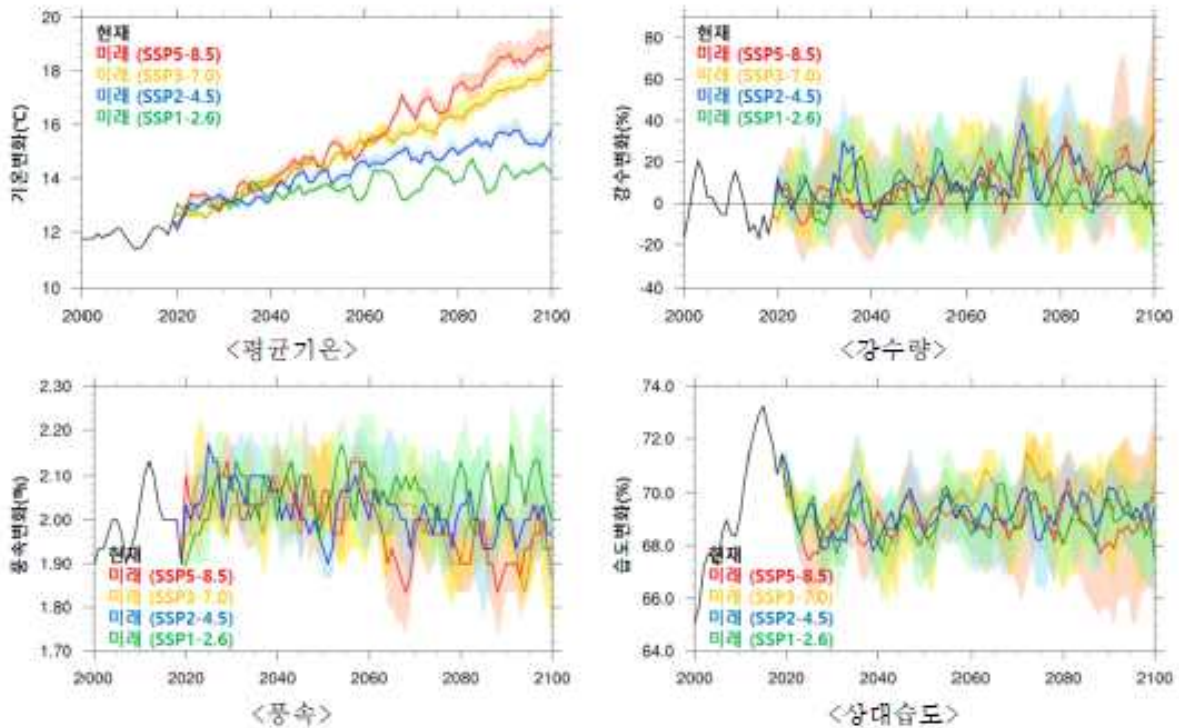 20
18
16
14
12
10
기온변화(℃)
현재
미래 (SSP5-8.5)
미래 (SSP3-7.0)
미래 (SSP2-4.5)
미래 (SSP1-2.6)
2000 2020 2040 2060 2080 2100
<평균기온>
80
60
40
20
0
-20
-40
강수변화(%)
현재
미래 (SSP5-8.5)
미래 (SSP3-7.0)
미래 (SSP2-4.5)
미래 (SSP1-2.6)
2000 2020 2040 2060 2080 2100
<강수량>
2.30
2.20
2.10
2.00
1.90
1.80
1.70
풍속변화(㎧)
현재
미래 (SSP5-8.5)
미래 (SSP3-7.0)
미래 (SSP2-4.5)
미래 (SSP1-2.6)
2000 2020 2040 2060 2080 2100
<풍속>
74.0
72.0
70.0
68.0
66.0
64.0
습도변화(%)
현재
미래 (SSP5-8.5)
미래 (SSP3-7.0)
미래 (SSP2-4.5)
미래 (SSP1-2.6)
2000 2020 2040 2060 2080 2100
<상대습도>